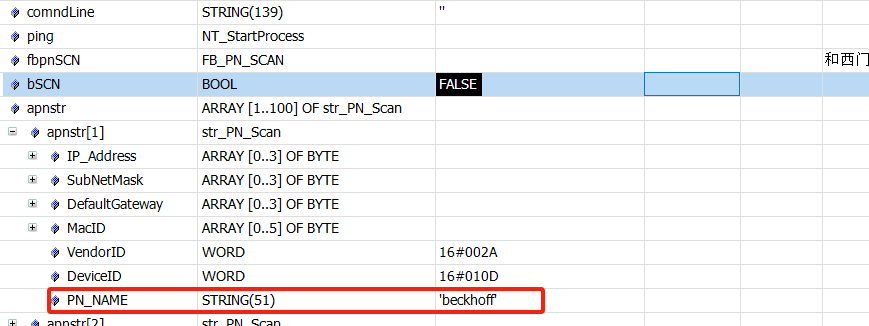 comndLine STRING(139) ''
ping NT_StartProcess
fbpnSCN FB_PN_SCAN 和西门
bSCN BOOL FALSE
apnstr ARRAY [1..100] OF str_PN_Scan
apnstr[1] str_PN_Scan
IP_Address ARRAY [0..3] OF BYTE
SubNetMask ARRAY [0..3] OF BYTE
DefaultGateway ARRAY [0..3] OF BYTE
MacID ARRAY [0..5] OF BYTE
VendorID WORD 16#002A
DeviceID WORD 16#010D
PN_NAME STRING(51) 'beckhoff'
apnstr[2] str_PN_Scan